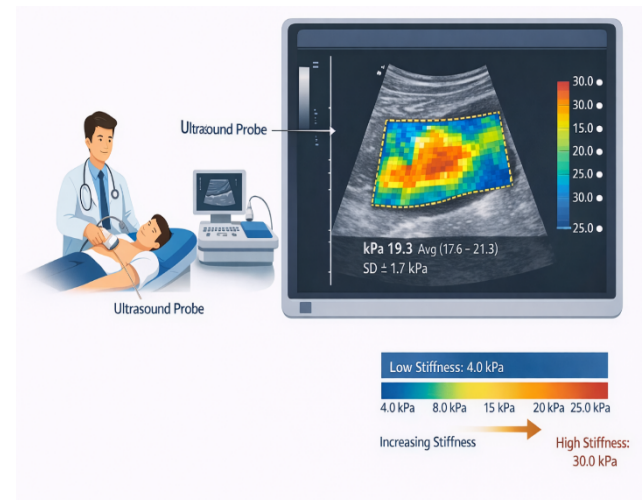 Ultrasound Probe
30.0
30.0
15.0
20.0
25.0
30.0
25.0
kPa 19.3 Avg (17.6 – 21.3)
SD ± 1.7 kPa
Ultrasound Probe
Low Stiffness: 4.0 kPa
4.0 kPa 8.0 kPa 15 kPa 20 kPa 25.0 kPa
Increasing Stiffness
High Stiffness:
30.0 kPa